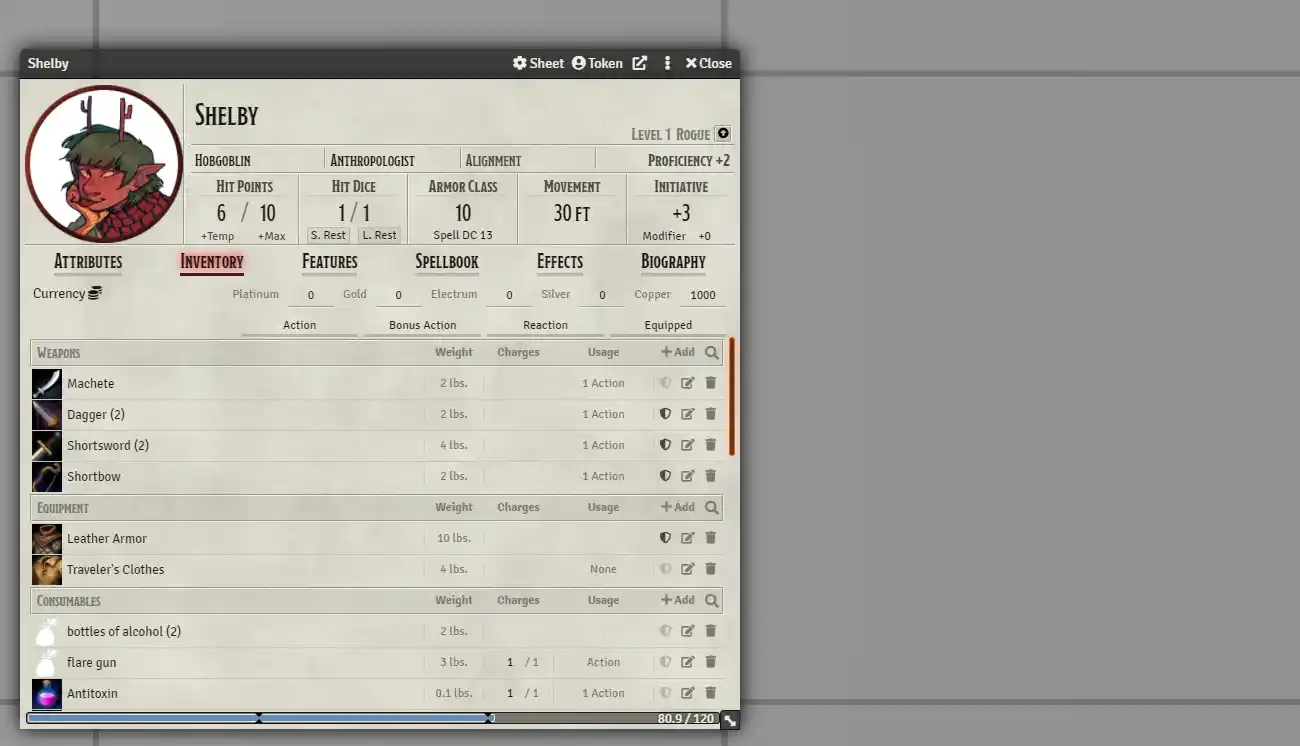 Shelby Sheet Token Close
Shelby
Level 1 Rogue
Hobgoblin Anthropologist Alignment Proficiency +2
Hit Points Hit Dice Armor Class Movement Initiative
6 / 10 1 / 1 10 30 ft +3
+Temp +Max S. Rest L. Rest Spell DC 13 Modifier +0
Attributes Inventory Features Spellbook Effects Biography
Currency Platinum 0 Gold 0 Electrum 0 Silver 0 Copper 1000
Action Bonus Action Reaction Equipped
Weapons Weight Charges Usage + Add
Machete 2 lbs. 1 Action
Dagger (2) 2 lbs. 1 Action
Shortsword (2) 4 lbs. 1 Action
Shortbow 2 lbs. 1 Action
Equipment Weight Charges Usage + Add
Leather Armor 10 lbs.
Traveler's Clothes 4 lbs. None
Consumables Weight Charges Usage + Add
bottles of alcohol (2) 2 lbs.
flare gun 3 lbs. 1 / 1 Action
Antitoxin 0.1 lbs. 1 / 1 1 Action
80.9 / 120